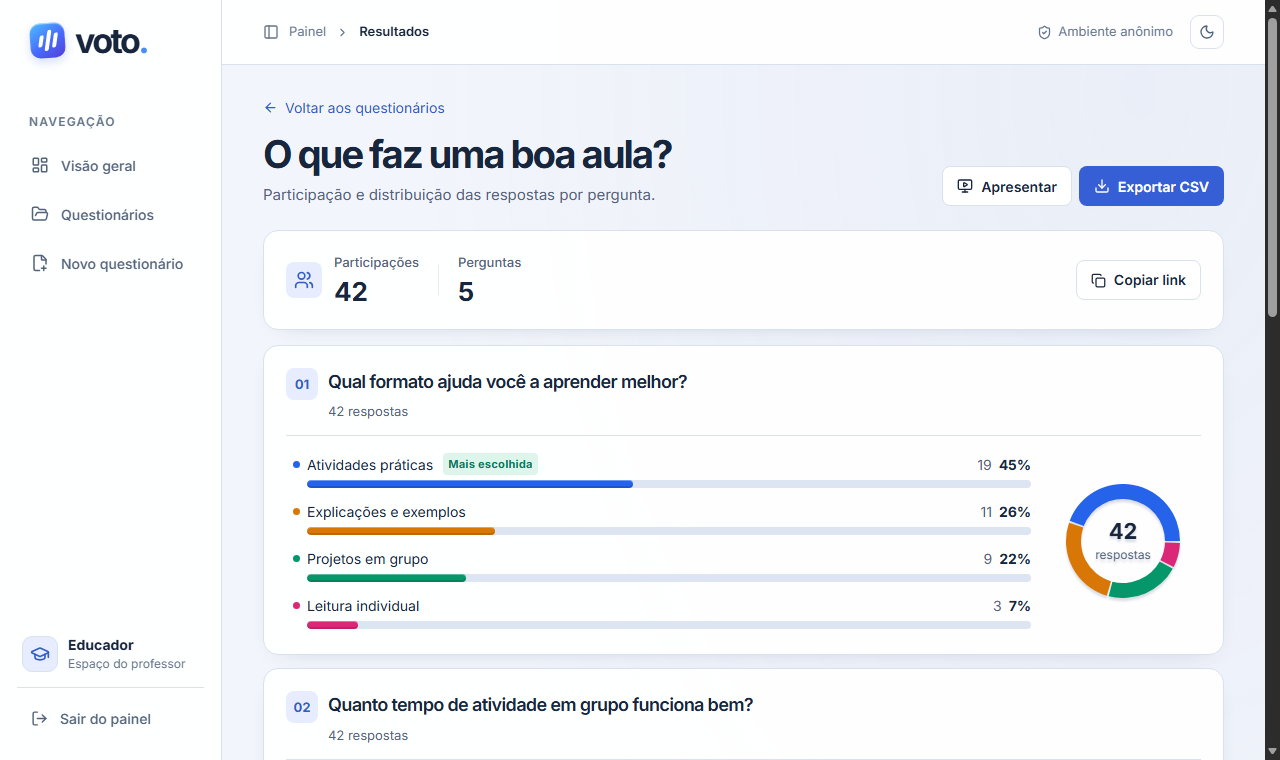 voto.
NAVEGAÇÃO
Visão geral
Questionários
Novo questionário
Educador
Espaço do professor
Sair do painel
Painel > Resultados
Ambiente anônimo
Voltar aos questionários
O que faz uma boa aula?
Participação e distribuição das respostas por pergunta.
Apresentar
Exportar CSV
Participações
42
Perguntas
5
Copiar link
01 Qual formato ajuda você a aprender melhor?
42 respostas
Atividades práticas Mais escolhida 19 45%
Explicações e exemplos 11 26%
Projetos em grupo 9 22%
Leitura individual 3 7%
42
respostas
02 Quanto tempo de atividade em grupo funciona bem?
42 respostas